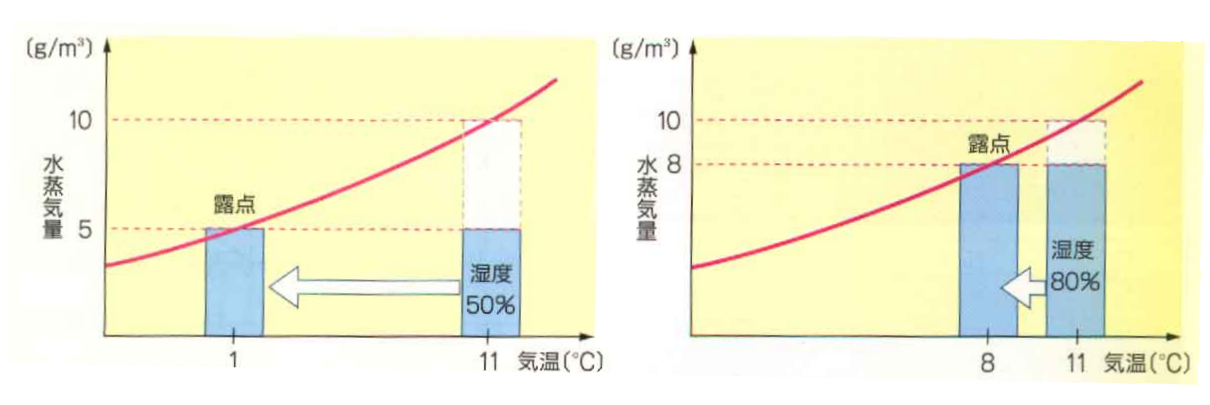 (g/m³)
10
水蒸気量
5
露点
湿度
50%
1
11
気温(℃)
(g/m³)
10
8
水蒸気量
露点
湿度
80%
8
11
気温(℃)